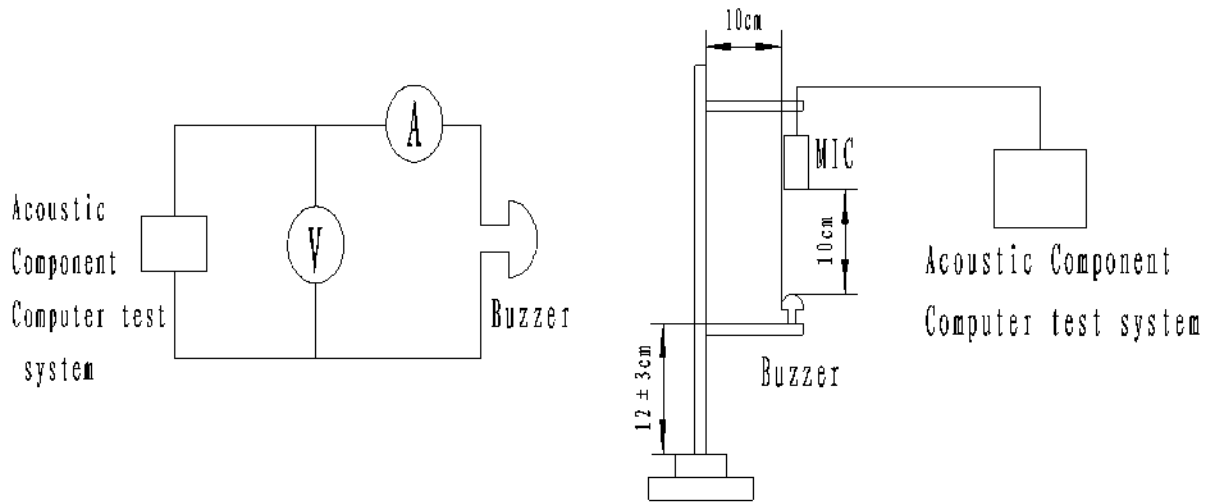 A
V
Acoustic
Component
Computer test
system
Buzzer
10cm
MIC
10cm
12±3cm
Buzzer
Acoustic Component
Computer test system